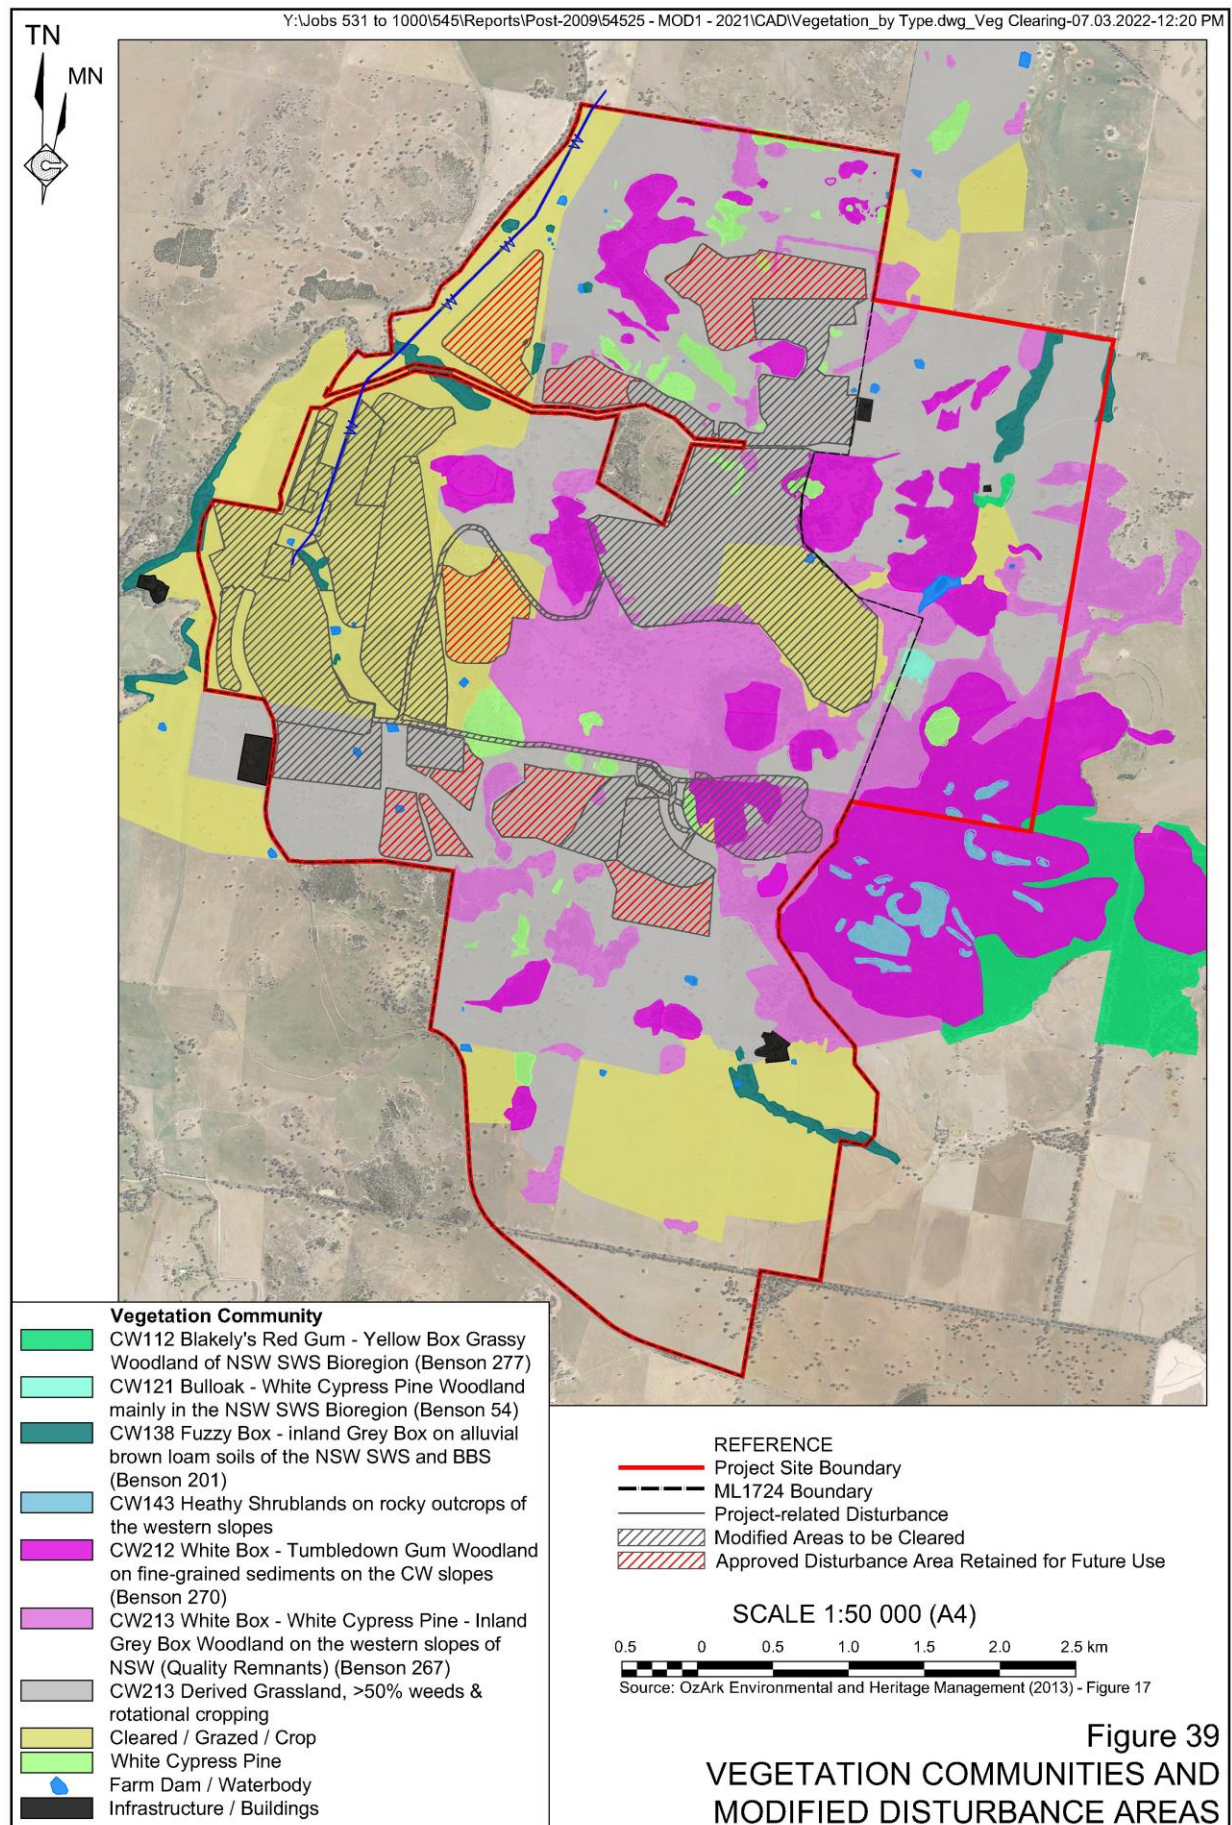 Y:\Jobs 531 to 1000\545\Reports\Post-2009\54525 - MOD1 - 2021\CAD\Vegetation_by Type.dwg_Veg Clearing-07.03.2022-12:20 PM
TN
MN
W
W
W
W
Vegetation Community
CW112 Blakely's Red Gum - Yellow Box Grassy
Woodland of NSW SWS Bioregion (Benson 277)
CW121 Bulloak - White Cypress Pine Woodland
mainly in the NSW SWS Bioregion (Benson 54)
CW138 Fuzzy Box - inland Grey Box on alluvial
brown loam soils of the NSW SWS and BBS
(Benson 201)
CW143 Heathy Shrublands on rocky outcrops of
the western slopes
CW212 White Box - Tumbledown Gum Woodland
on fine-grained sediments on the CW slopes
(Benson 270)
CW213 White Box - White Cypress Pine - Inland
Grey Box Woodland on the western slopes of
NSW (Quality Remnants) (Benson 267)
CW213 Derived Grassland, >50% weeds &
rotational cropping
Cleared / Grazed / Crop
White Cypress Pine
Farm Dam / Waterbody
Infrastructure / Buildings
REFERENCE
Project Site Boundary
ML1724 Boundary
Project-related Disturbance
Modified Areas to be Cleared
Approved Disturbance Area Retained for Future Use
SCALE 1:50 000 (A4)
0.5 0 0.5 1.0 1.5 2.0 2.5 km
Source: OzArk Environmental and Heritage Management (2013) - Figure 17
Figure 39
VEGETATION COMMUNITIES AND
MODIFIED DISTURBANCE AREAS